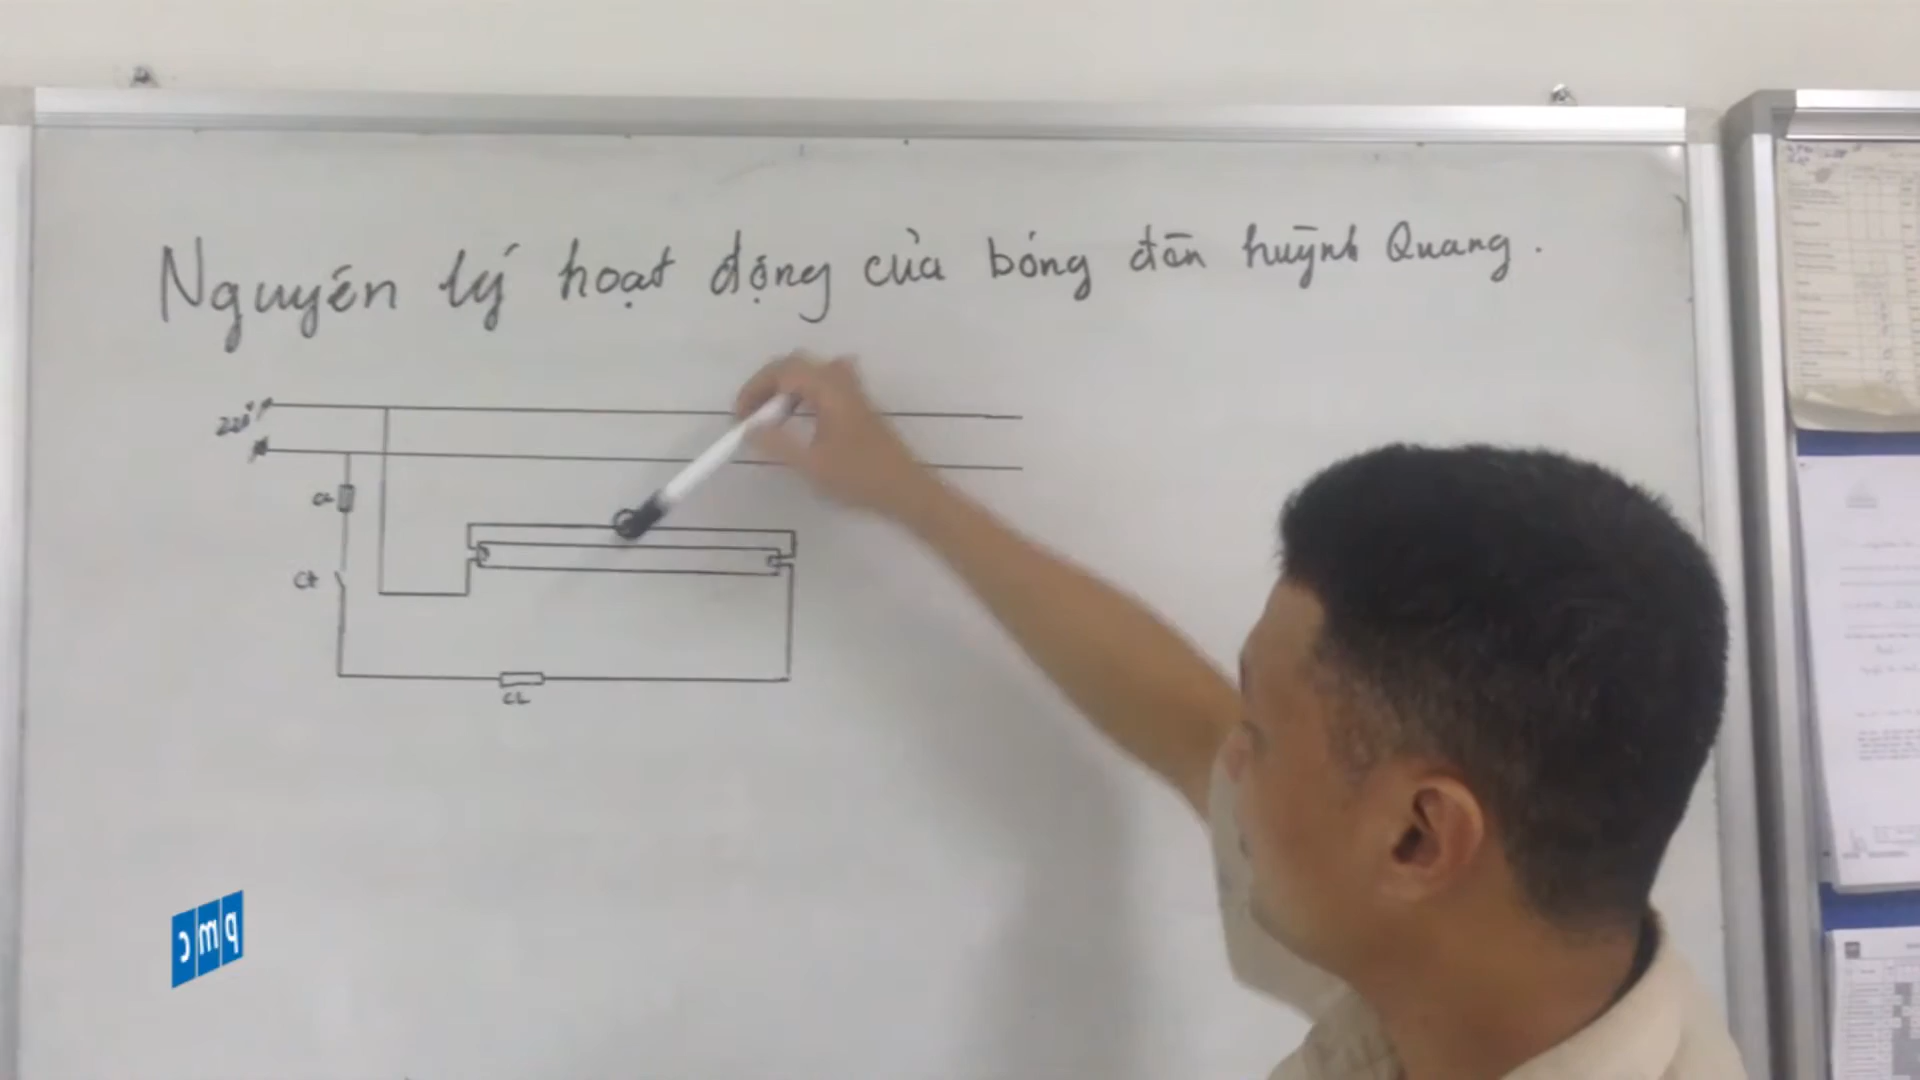 Nguyên lý hoạt động của bóng đèn huỳnh Quang.
220V
CC
Ct
CL
pmc